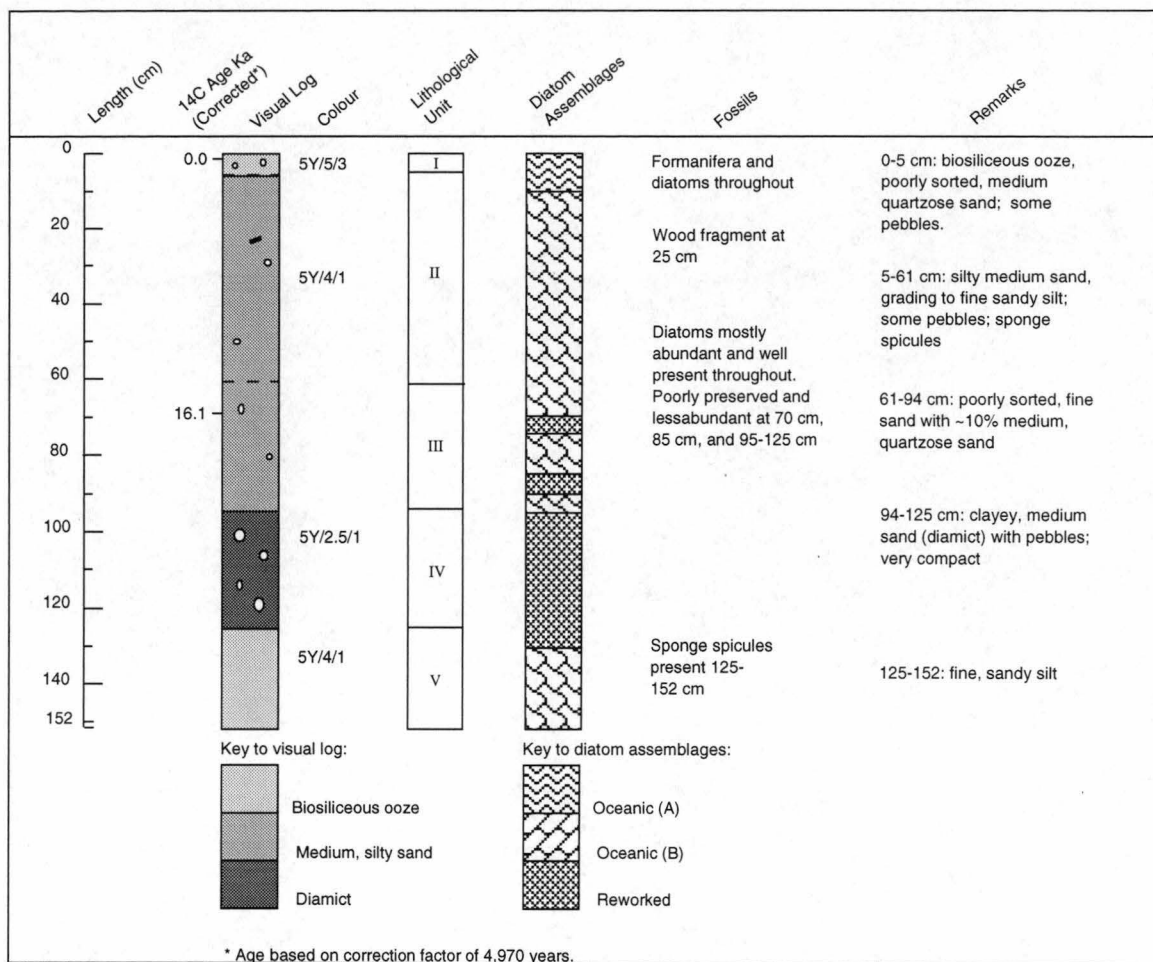 Length (cm)
14C Age Ka
(Corrected*)
Visual Log
Colour
Lithological
Unit
Diatom
Assemblages
Fossils
Remarks
0
20
40
60
80
100
120
140
152
0.0
16.1
5Y/5/3
5Y/4/1
5Y/2.5/1
5Y/4/1
I
II
III
IV
V
Formanifera and
diatoms throughout
Wood fragment at
25 cm
Diatoms mostly
abundant and well
present throughout.
Poorly preserved and
lessabundant at 70 cm,
85 cm, and 95-125 cm
Sponge spicules
present 125-
152 cm
0-5 cm: biosiliceous ooze,
poorly sorted, medium
quartzose sand; some
pebbles.
5-61 cm: silty medium sand,
grading to fine sandy silt;
some pebbles; sponge
spicules
61-94 cm: poorly sorted, fine
sand with ~10% medium,
quartzose sand
94-125 cm: clayey, medium
sand (diamict) with pebbles;
very compact
125-152: fine, sandy silt
Key to visual log:
Biosiliceous ooze
Medium, silty sand
Diamict
Key to diatom assemblages:
Oceanic (A)
Oceanic (B)
Reworked
* Age based on correction factor of 4,970 years.